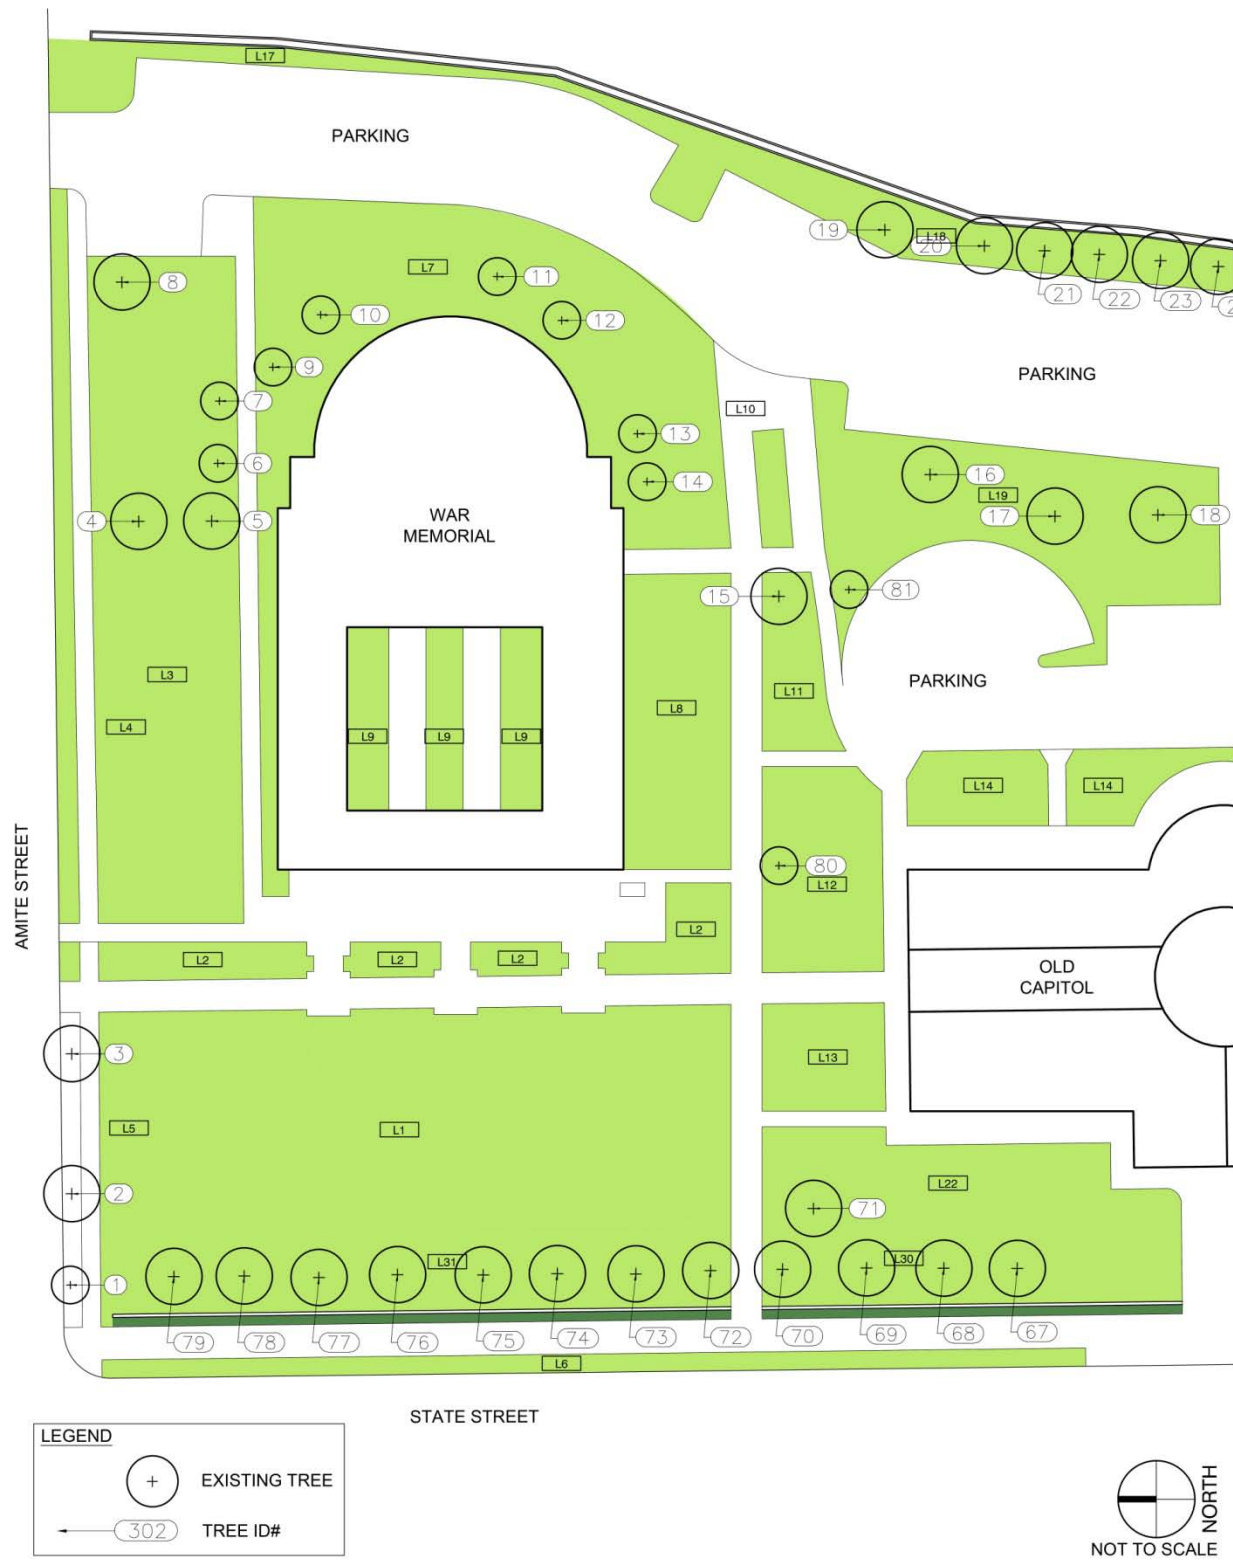 L17
PARKING
19
L18
20
21
22
23
2
8
L7
11
10
12
9
7
PARKING
L10
13
6
14
16
L19
4
5
WAR
MEMORIAL
17
18
15
81
L3
L4
L9
L9
L9
L8
L11
PARKING
L14
L14
80
L12
AMITE STREET
L2
L2
L2
L2
OLD
CAPITOL
3
L13
L5
L1
2
L22
71
L31
L30
1
79
78
77
76
75
74
73
72
70
69
68
67
L6
STATE STREET
LEGEND
EXISTING TREE
302
TREE ID#
NORTH
NOT TO SCALE